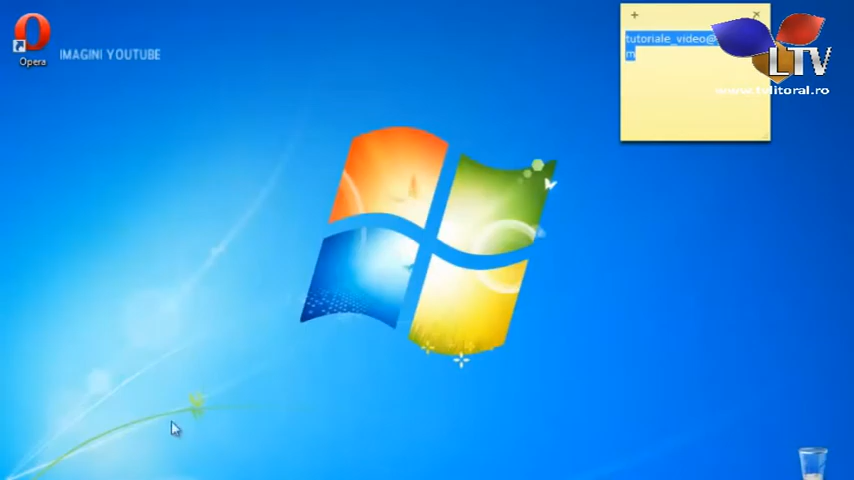 Opera
IMAGINI YOUTUBE
tutoriale_video@
m
LTV
www.tvlitoral.ro